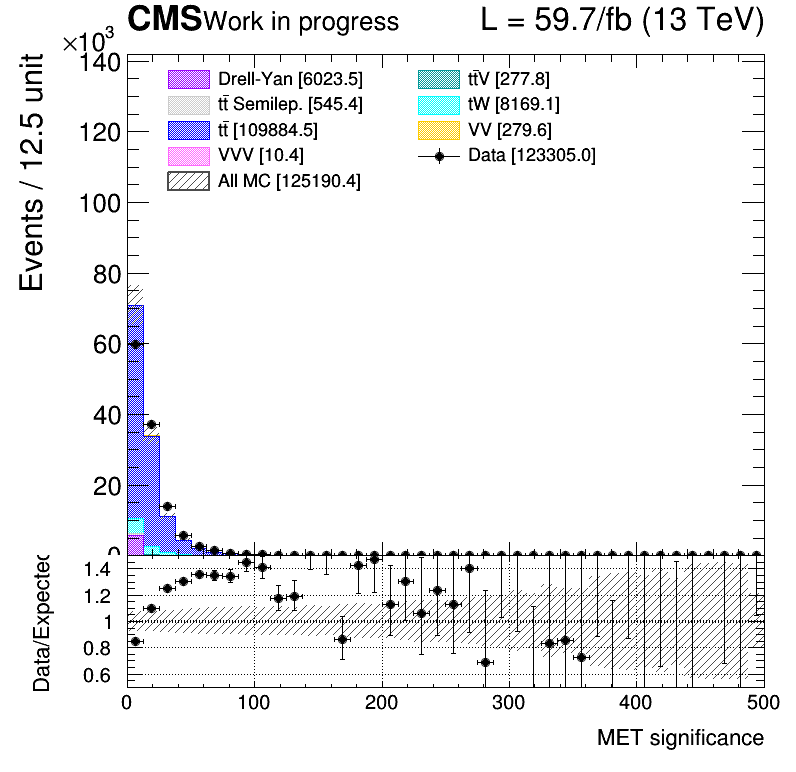 CMS Work in progress L = 59.7/fb (13 TeV)
×10³
Events / 12.5 unit
140
120
100
80
60
40
20
0
Drell-Yan [6023.5]
tt̄ Semilep. [545.4]
tt̄ [109884.5]
VVV [10.4]
All MC [125190.4]
tt̄V [277.8]
tW [8169.1]
VV [279.6]
Data [123305.0]
Data/Expected
1.4
1.2
1
0.8
0.6
0 100 200 300 400 500
MET significance